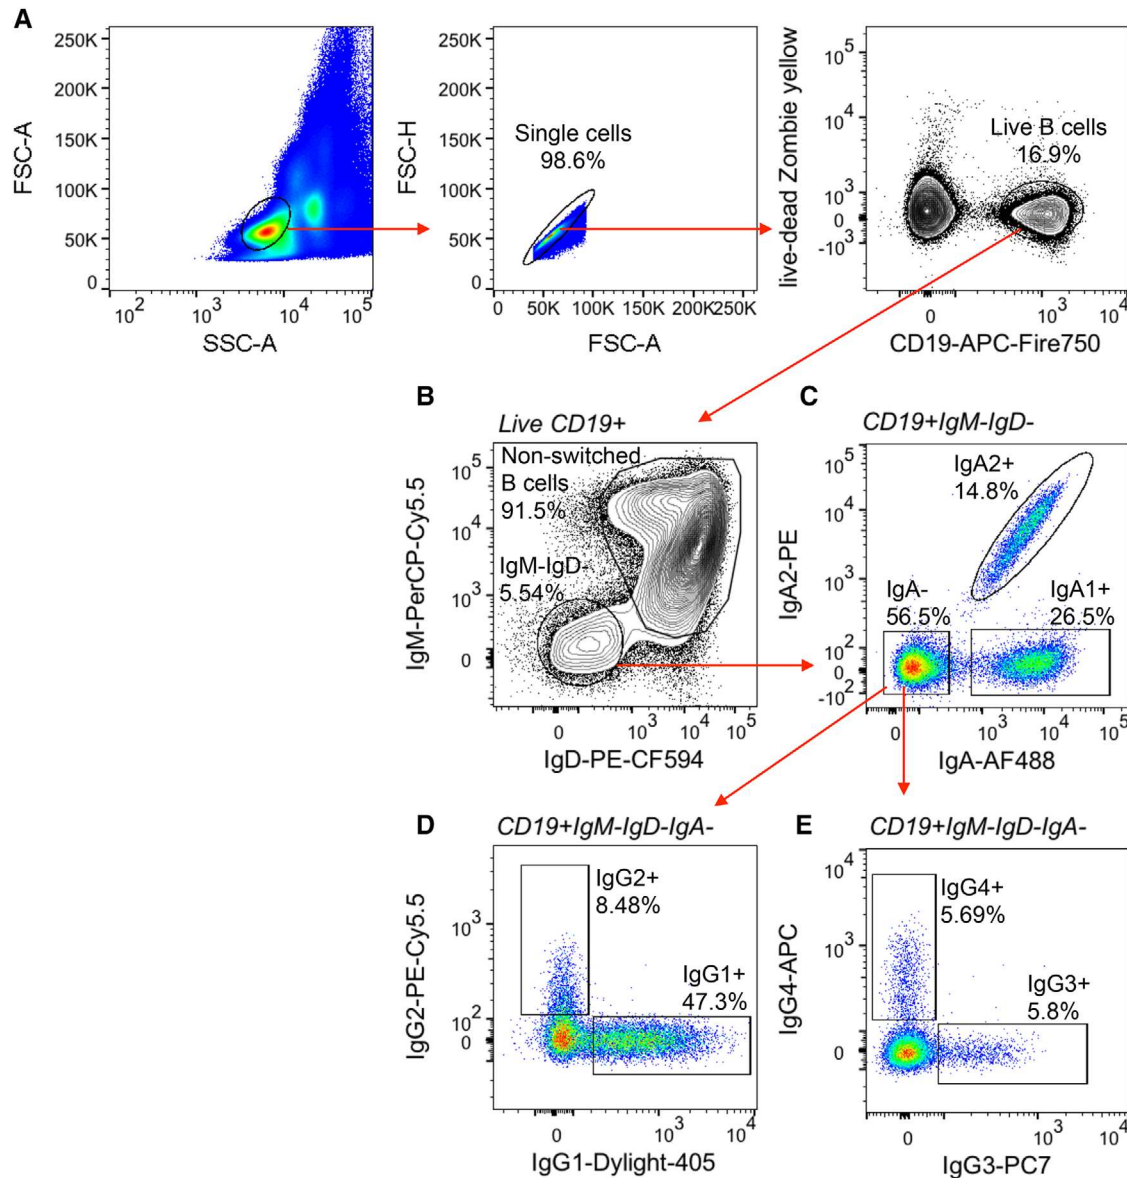 A
250K
200K
150K
100K
50K
0
FSC-A
10^2
10^3
10^4
10^5
SSC-A
250K
200K
150K
100K
50K
0
FSC-H
Single cells
98.6%
0
50K
100K
150K
200K
250K
FSC-A
10^5
10^4
10^3
0
-10^3
live-dead Zombie yellow
Live B cells
16.9%
0
10^3
10^4
CD19-APC-Fire750
B
Live CD19+
Non-switched
B cells
91.5%
IgM-IgD-
5.54%
10^5
10^4
10^3
0
IgM-PerCP-Cy5.5
0
10^3
10^4
10^5
IgD-PE-CF594
C
CD19+IgM-IgD-
IgA2+
14.8%
IgA-
56.5%
IgA1+
26.5%
10^5
10^4
10^3
10^2
0
-10^2
IgA2-PE
0
10^3
10^4
10^5
IgA-AF488
D
CD19+IgM-IgD-IgA-
IgG2+
8.48%
IgG1+
47.3%
10^3
10^2
0
IgG2-PE-Cy5.5
0
10^3
10^4
IgG1-Dylight-405
E
CD19+IgM-IgD-IgA-
IgG4+
5.69%
IgG3+
5.8%
10^4
10^3
0
IgG4-APC
0
10^3
10^4
IgG3-PC7